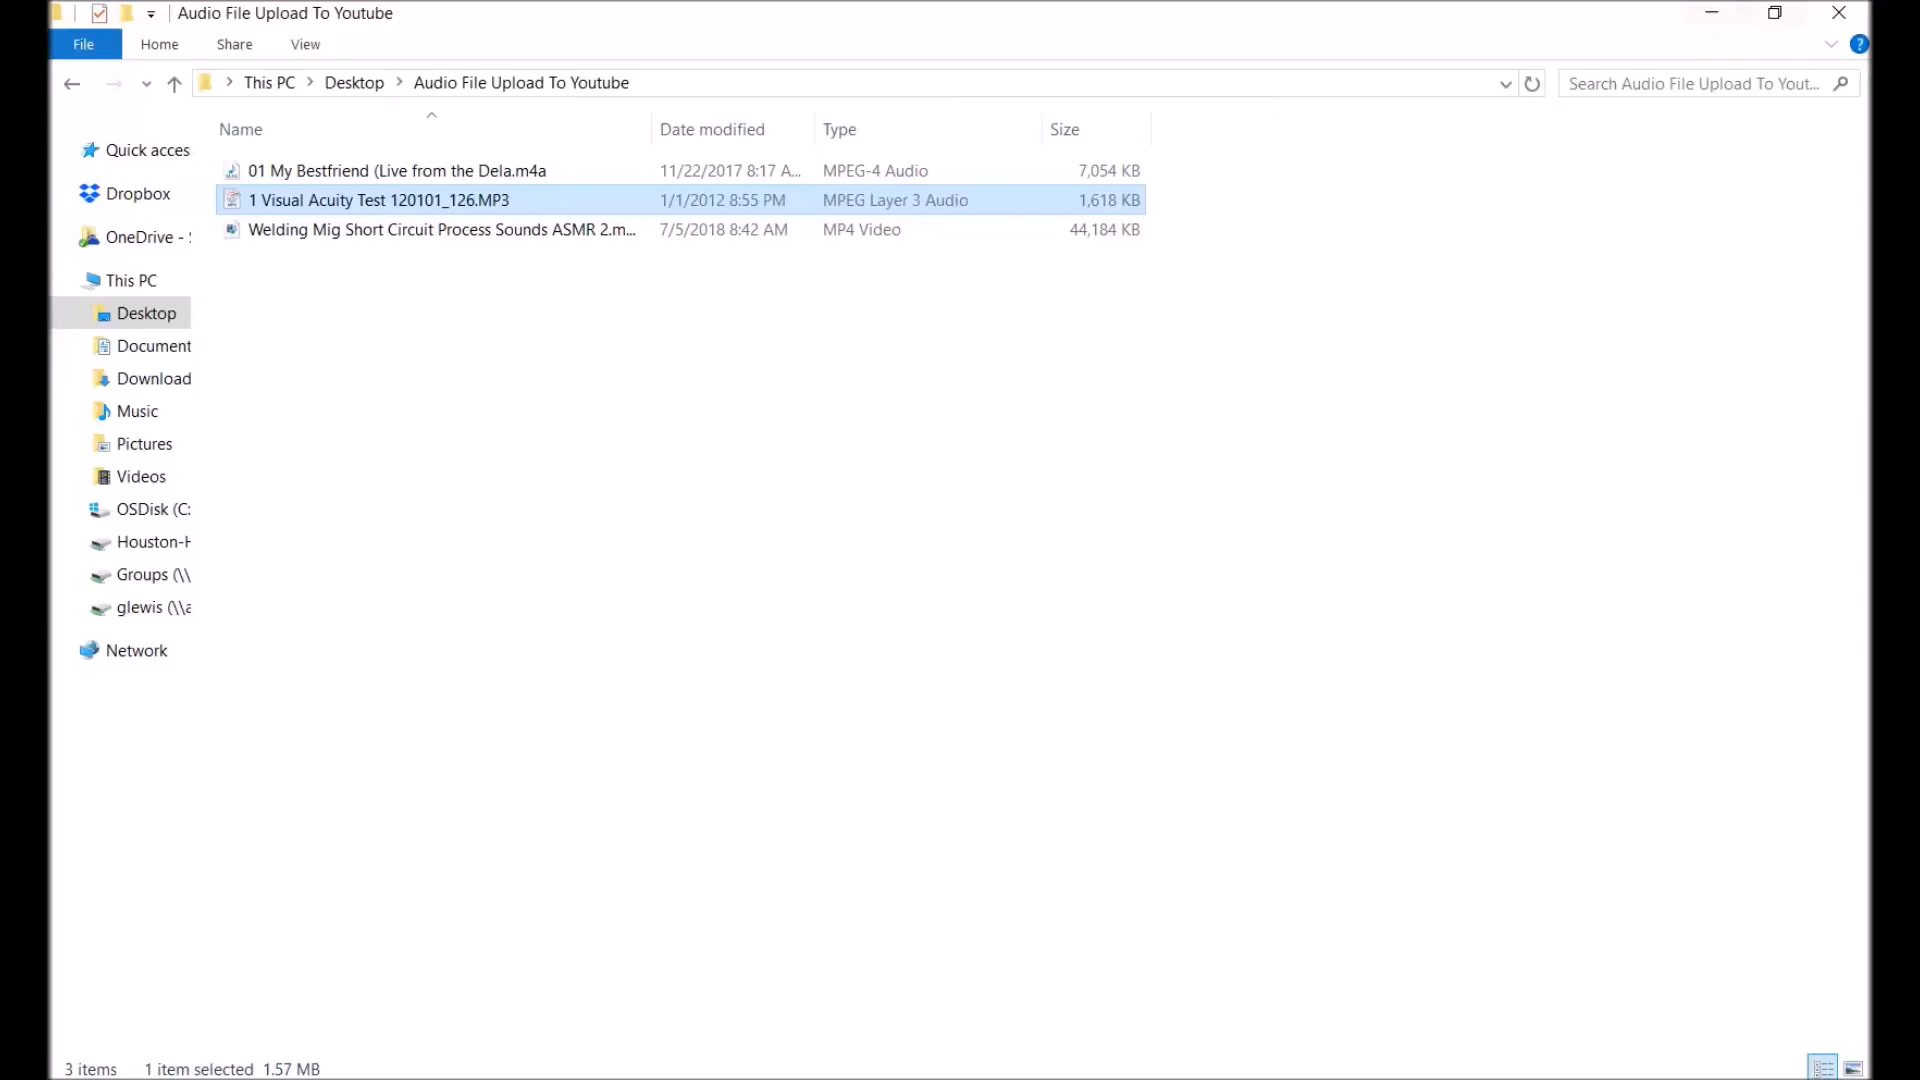 Audio File Upload To Youtube
File Home Share View
This PC > Desktop > Audio File Upload To Youtube
Search Audio File Upload To Yout...
Name Date modified Type Size
01 My Bestfriend (Live from the Dela.m4a 11/22/2017 8:17 A... MPEG-4 Audio 7,054 KB
1 Visual Acuity Test 120101_126.MP3 1/1/2012 8:55 PM MPEG Layer 3 Audio 1,618 KB
Welding Mig Short Circuit Process Sounds ASMR 2.m... 7/5/2018 8:42 AM MP4 Video 44,184 KB
Quick acces
Dropbox
OneDrive -
This PC
Desktop
Document
Download
Music
Pictures
Videos
OSDisk (C:
Houston-H
Groups (\\
glewis (\\a
Network
3 items 1 item selected 1.57 MB